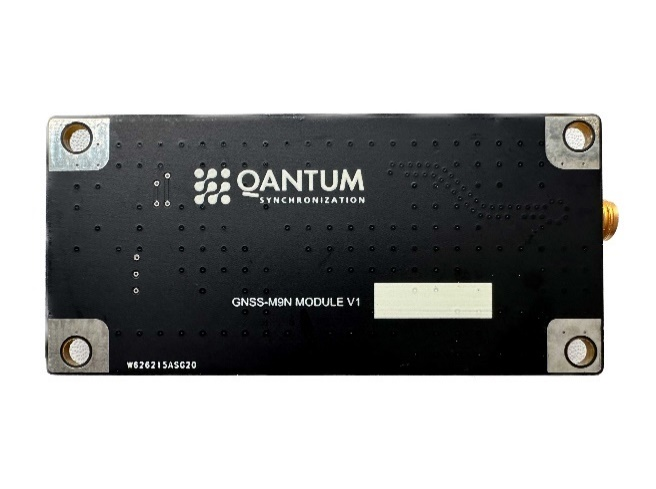 QANTUM
SYNCHRONIZATION
GNSS-M9N MODULE V1
W626215ASG20